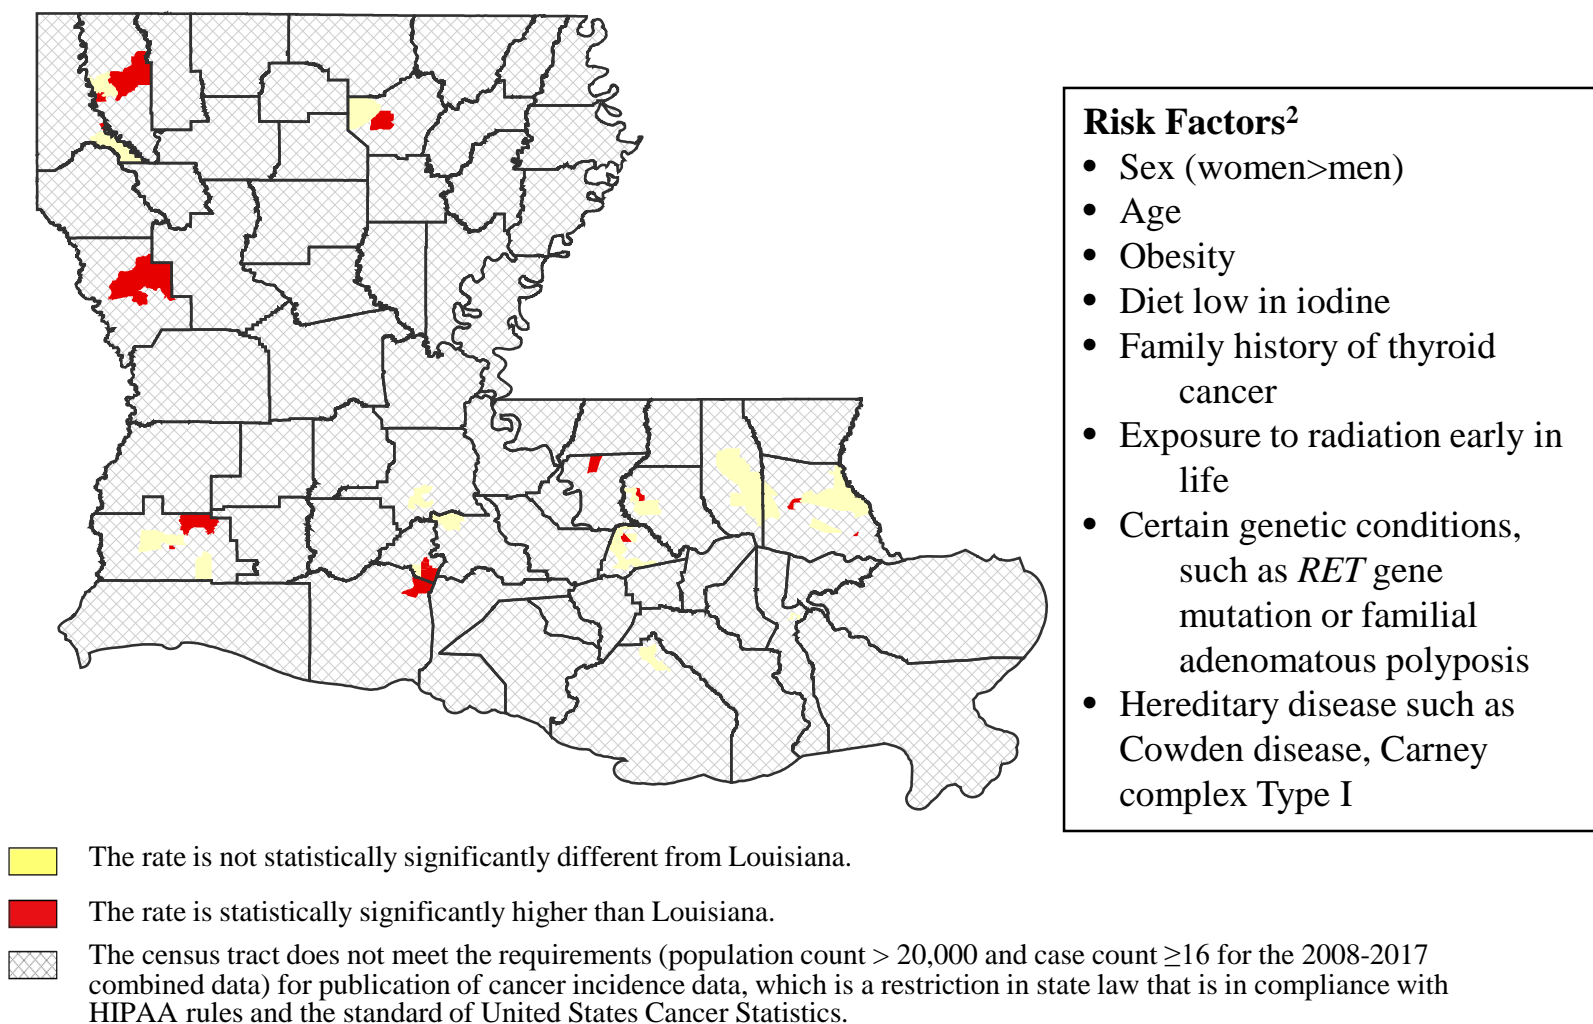 Risk Factors²
• Sex (women>men)
• Age
• Obesity
• Diet low in iodine
• Family history of thyroid
cancer
• Exposure to radiation early in
life
• Certain genetic conditions,
such as RET gene
mutation or familial
adenomatous polyposis
• Hereditary disease such as
Cowden disease, Carney
complex Type I
The rate is not statistically significantly different from Louisiana.
The rate is statistically significantly higher than Louisiana.
The census tract does not meet the requirements (population count > 20,000 and case count ≥16 for the 2008-2017
combined data) for publication of cancer incidence data, which is a restriction in state law that is in compliance with
HIPAA rules and the standard of United States Cancer Statistics.